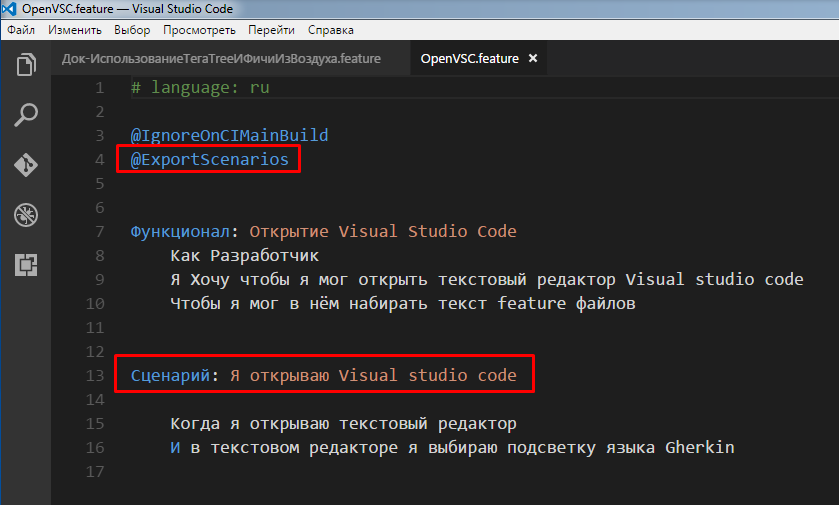 OpenVSC.feature — Visual Studio Code
Файл Изменить Выбор Просмотреть Перейти Справка
Док-ИспользованиеTeraTreeИФичиИзВоздуха.feature OpenVSC.feature ×
1 # language: ru
2
3 @IgnoreOnCIMainBuild
4 @ExportScenarios
5
6
7 Функционал: Открытие Visual Studio Code
8 Как Разработчик
9 Я Хочу чтобы я мог открыть текстовый редактор Visual studio code
10 Чтобы я мог в нём набирать текст feature файлов
11
12
13 Сценарий: Я открываю Visual studio code
14
15 Когда я открываю текстовый редактор
16 И в текстовом редакторе я выбираю подсветку языка Gherkin
17